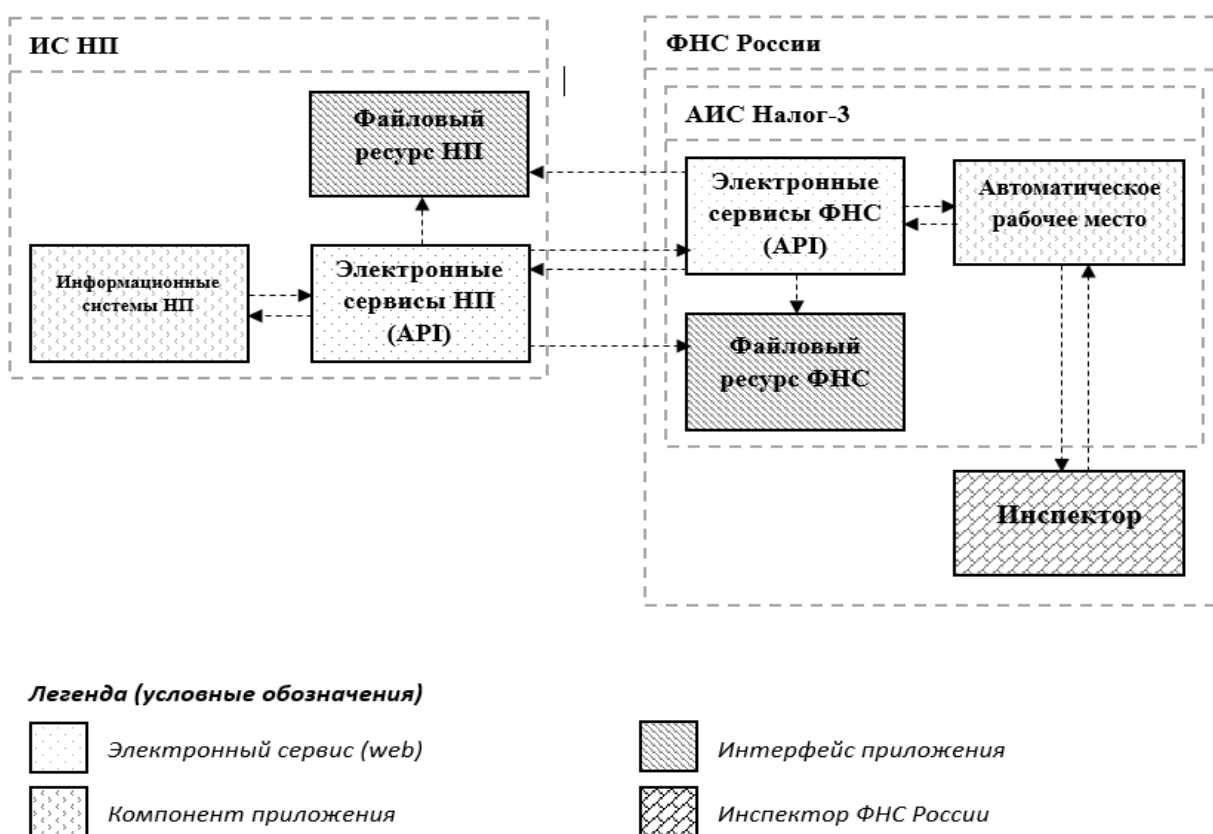 ИС НП
Файловый
ресурс НП
Информационные
системы НП
Электронные
сервисы НП
(API)
ФНС России
АИС Налог-3
Электронные
сервисы ФНС
(API)
Автоматическое
рабочее место
Файловый
ресурс ФНС
Инспектор
Легенда (условные обозначения)
Электронный сервис (web)
Интерфейс приложения
Компонент приложения
Инспектор ФНС России